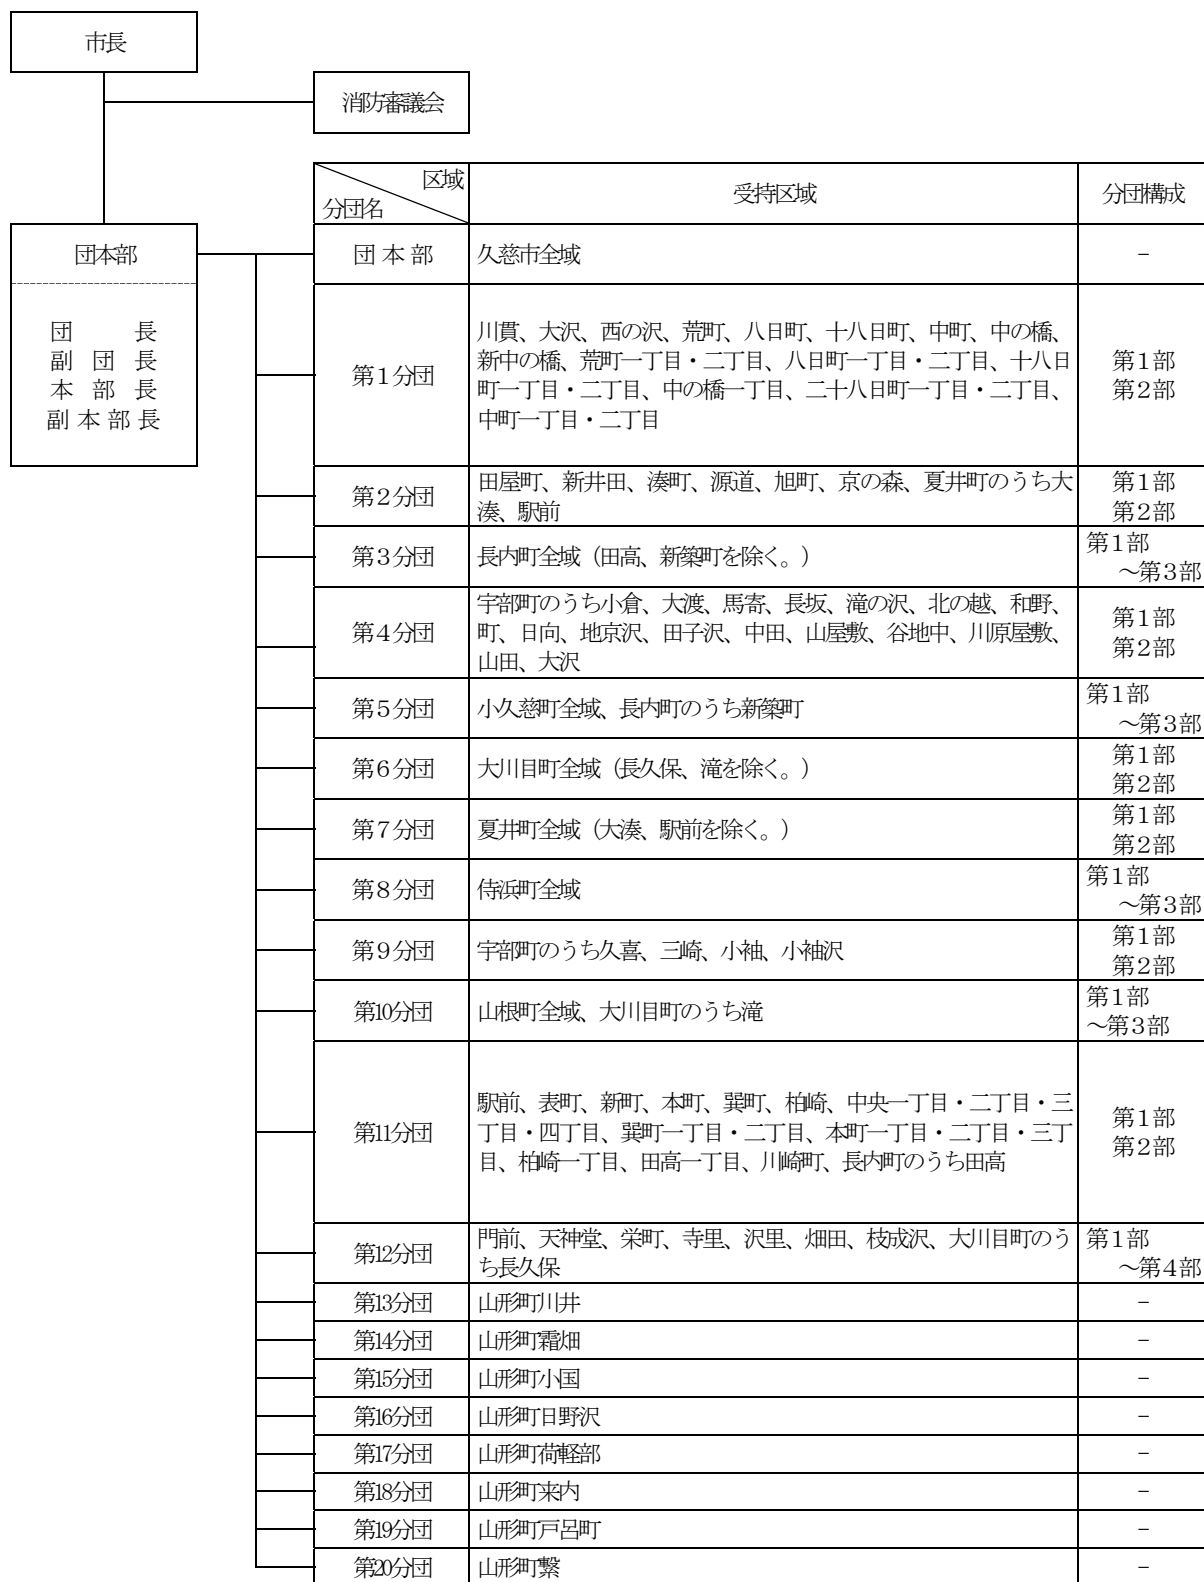 市長
消防審議会
区域
分団名
受持区域
分団構成
団本部
団長
副団長
本部長
副本部長
団本部
久慈市全域
-
第1分団
川貫、大沢、西の沢、荒町、八日町、十八日町、中町、中の橋、
新中の橋、荒町一丁目・二丁目、八日町一丁目・二丁目、十八日
町一丁目・二丁目、中の橋一丁目、二十八日町一丁目・二丁目、
中町一丁目・二丁目
第1部
第2部
第2分団
田屋町、新井田、湊町、源道、旭町、京の森、夏井町のうち大
湊、駅前
第1部
第2部
第3分団
長内町全域（田高、新築町を除く。）
第1部
～第3部
第4分団
宇部町のうち小倉、大渡、馬寄、長坂、滝の沢、北の越、和野、
町、日向、地京沢、田子沢、中田、山屋敷、谷地中、川原屋敷、
山田、大沢
第1部
第2部
第5分団
小久慈町全域、長内町のうち新築町
第1部
～第3部
第6分団
大川目町全域（長久保、滝を除く。）
第1部
第2部
第7分団
夏井町全域（大湊、駅前を除く。）
第1部
第2部
第8分団
侍浜町全域
第1部
～第3部
第9分団
宇部町のうち久喜、三崎、小袖、小袖沢
第1部
第2部
第10分団
山根町全域、大川目町のうち滝
第1部
～第3部
第11分団
駅前、表町、新町、本町、巽町、柏崎、中央一丁目・二丁目・三
丁目・四丁目、巽町一丁目・二丁目、本町一丁目・二丁目・三丁
目、柏崎一丁目、田高一丁目、川崎町、長内町のうち田高
第1部
第2部
第12分団
門前、天神堂、栄町、寺里、沢里、畑田、枝成沢、大川目町のう
ち長久保
第1部
～第4部
第13分団
山形町川井
-
第14分団
山形町霜畑
-
第15分団
山形町小国
-
第16分団
山形町日野沢
-
第17分団
山形町荷軽部
-
第18分団
山形町来内
-
第19分団
山形町戸呂町
-
第20分団
山形町繋
-